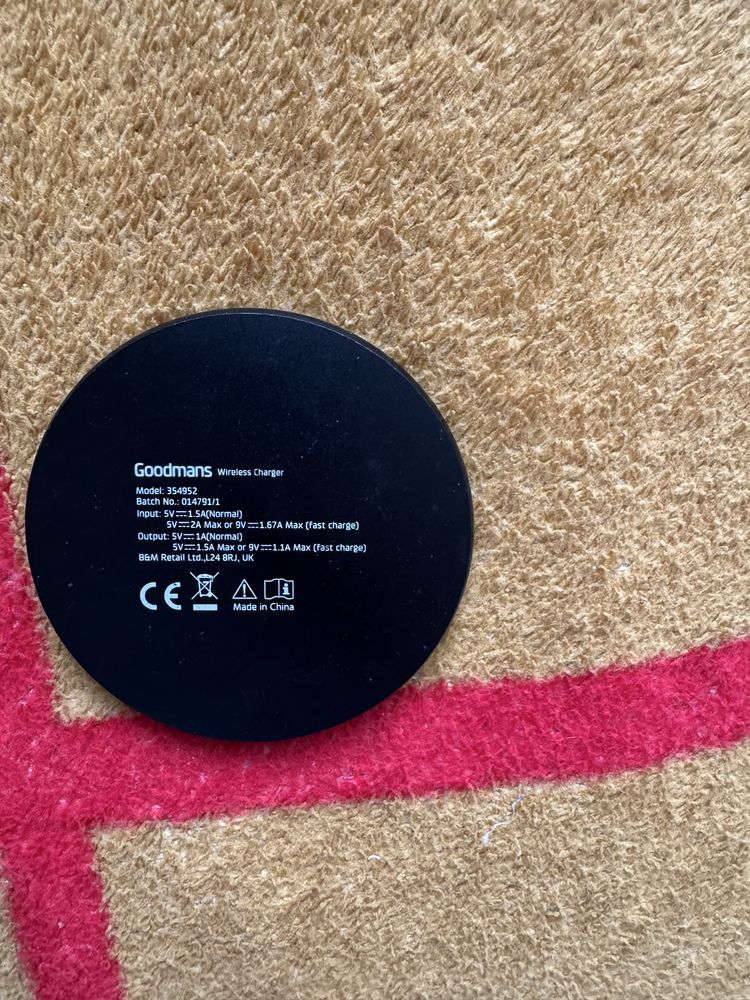 Goodmans Wireless Charger
Model: 354952
Batch No.: 014791/1
Input: 5V⎓1.5A(Normal)
5V⎓2A Max or 9V⎓1.67A Max (fast charge)
Output: 5V⎓1A(Normal)
5V⎓1.5A Max or 9V⎓1.1A Max (fast charge)
B&M Retail Ltd.,L24 8RJ, UK
CE
Made in China